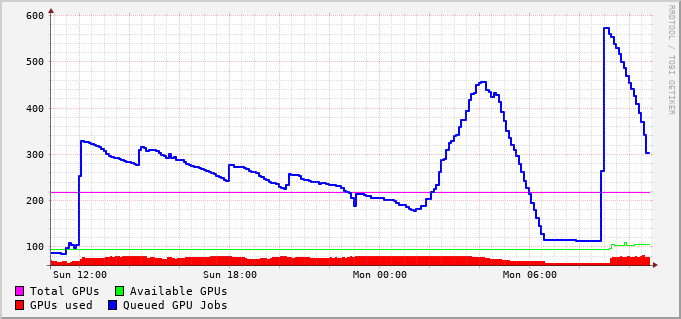 600
500
400
300
200
100
Sun 12:00 Sun 18:00 Mon 00:00 Mon 06:00
Total GPUs Available GPUs
GPUs used Queued GPU Jobs
RRDTOOL / TOBI OETIKER